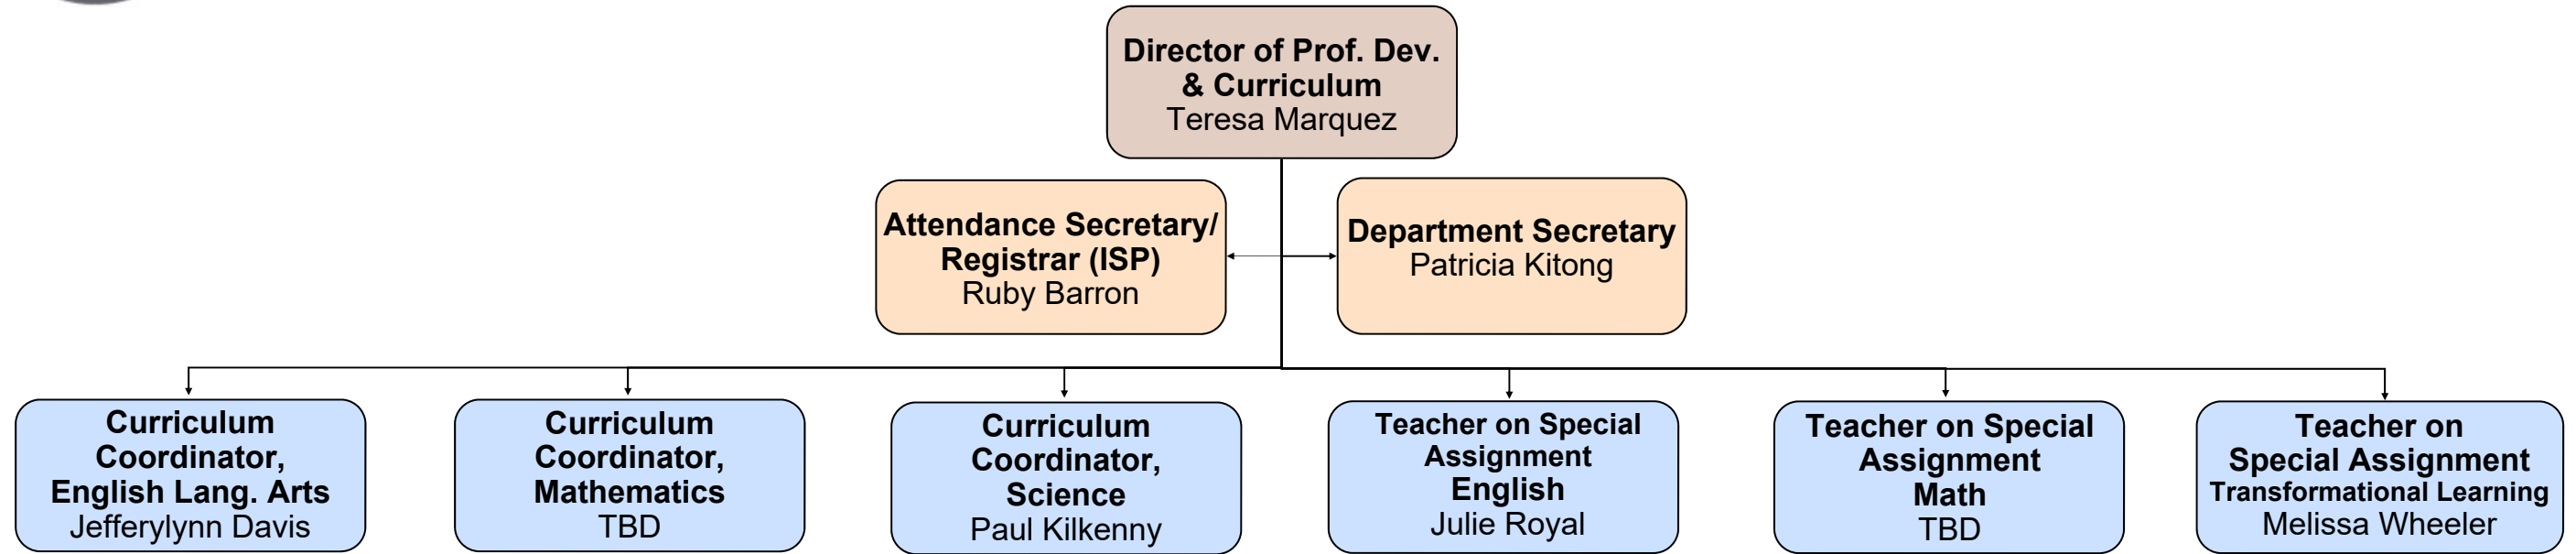 Director of Prof. Dev.
& Curriculum
Teresa Marquez
Attendance Secretary/
Registrar (ISP)
Ruby Barron
Department Secretary
Patricia Kitong
Curriculum
Coordinator,
English Lang. Arts
Jefferylynn Davis
Curriculum
Coordinator,
Mathematics
TBD
Curriculum
Coordinator,
Science
Paul Kilkenny
Teacher on Special
Assignment
English
Julie Royal
Teacher on Special
Assignment
Math
TBD
Teacher on
Special Assignment
Transformational Learning
Melissa Wheeler